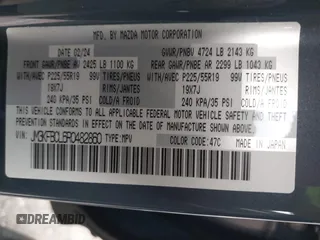 MFD. BY MAZDA MOTOR CORPORATION
DATE 02/24 GVWR/PNBV 4724 LB 2143 KG
FRONT GAWR/PNBE AV 2425 LB 1100 KG REAR GAWR/PNBE AR 2299 LB 1043 KG
WITH/AVEC P225/55R19 99V TIRES/PNEUS WITH/AVEC P225/55R19 99V TIRES/PNEUS
19X7J RIMS/JANTES 19X7J RIMS/JANTES
240 KPA/35 PSI COLD/A FROID 240 KPA/35 PSI COLD/A FROID
THIS VEHICLE CONFORMS TO ALL APPLICABLE FEDERAL MOTOR VEHICLE SAFETY, BUMPER, AND THEFT PREVENTION STANDARDS IN EFFECT ON THE DATE OF MANUFACTURE SHOWN ABOVE.
VIN: TYPE:MPV COLOR CODE:47C MADE IN JAPAN